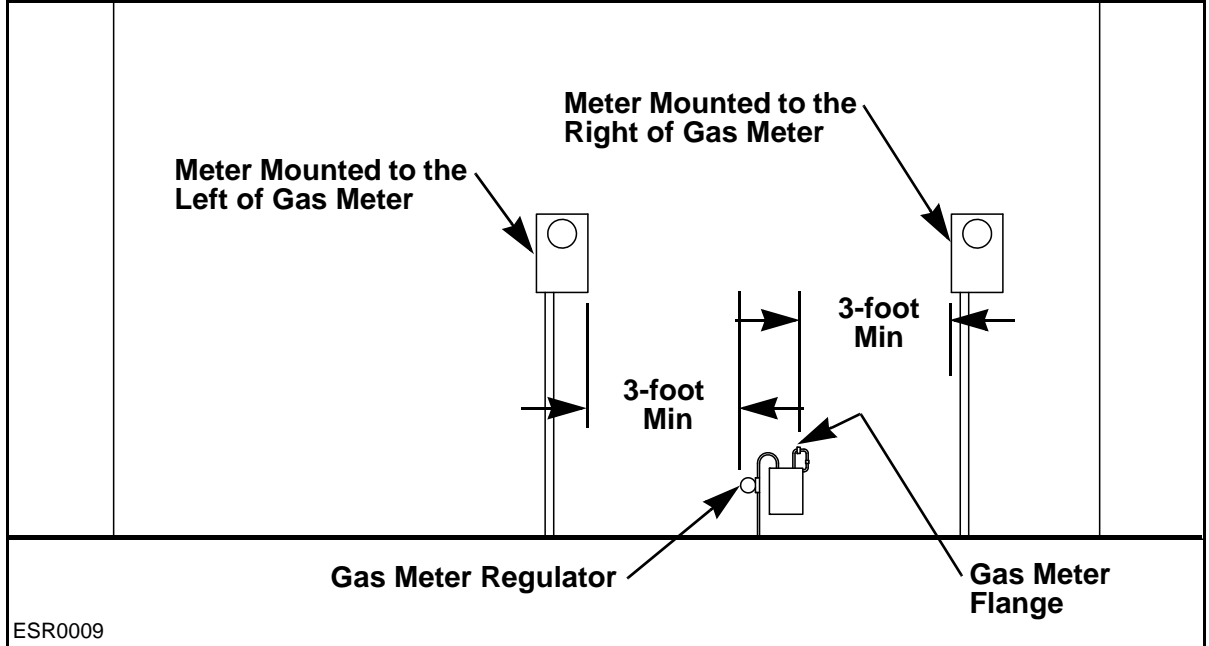 Meter Mounted to the
Right of Gas Meter
Meter Mounted to the
Left of Gas Meter
3-foot
Min
3-foot
Min
Gas Meter Regulator
Gas Meter
Flange
ESR0009